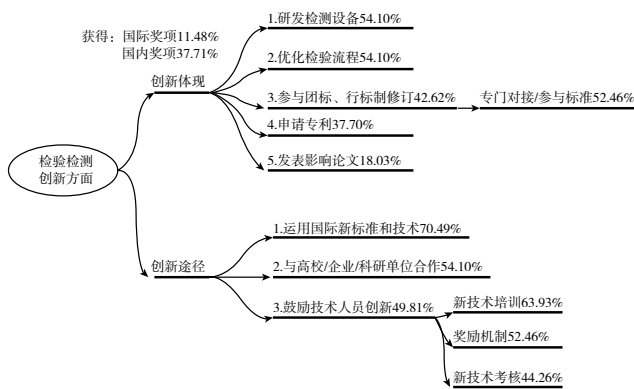 获得：国际奖项11.48%
国内奖项37.71%
创新体现
1.研发检测设备54.10%
2.优化检验流程54.10%
3.参与团标、行标制修订42.62%
专门对接/参与标准52.46%
4.申请专利37.70%
5.发表影响论文18.03%
检验检测
创新方面
创新途径
1.运用国际新标准和技术70.49%
2.与高校/企业/科研单位合作54.10%
3.鼓励技术人员创新49.81%
新技术培训63.93%
奖励机制52.46%
新技术考核44.26%